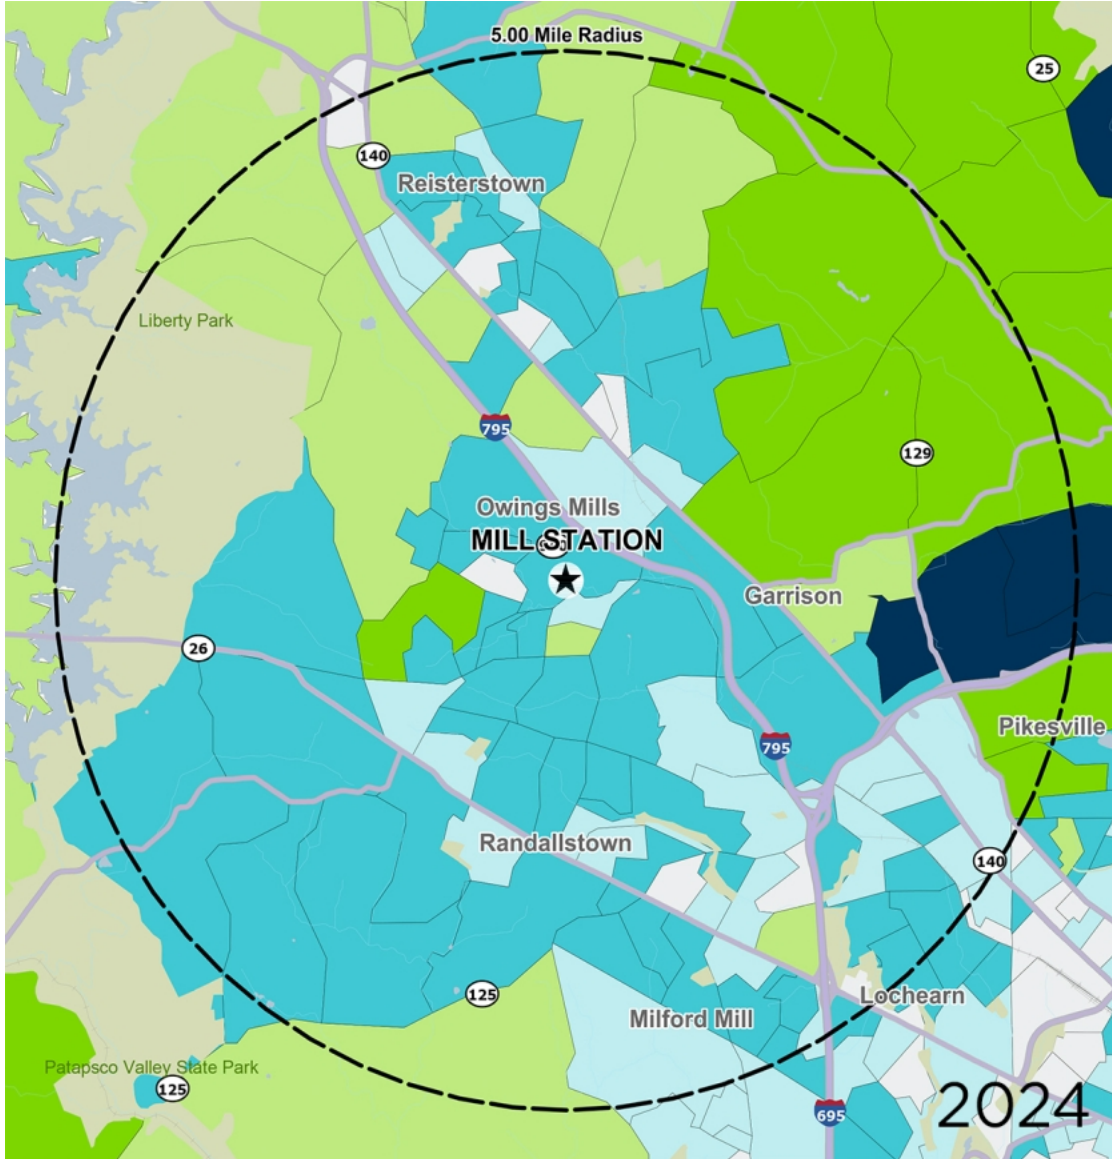 5.00 Mile Radius
25
140
Reisterstown
Liberty Park
795
129
Owings Mills
MILL STATION
Garrison
26
Pikesville
795
Randallstown
140
125
Lochearn
Milford Mill
Patapsco Valley State Park
125
695
2024